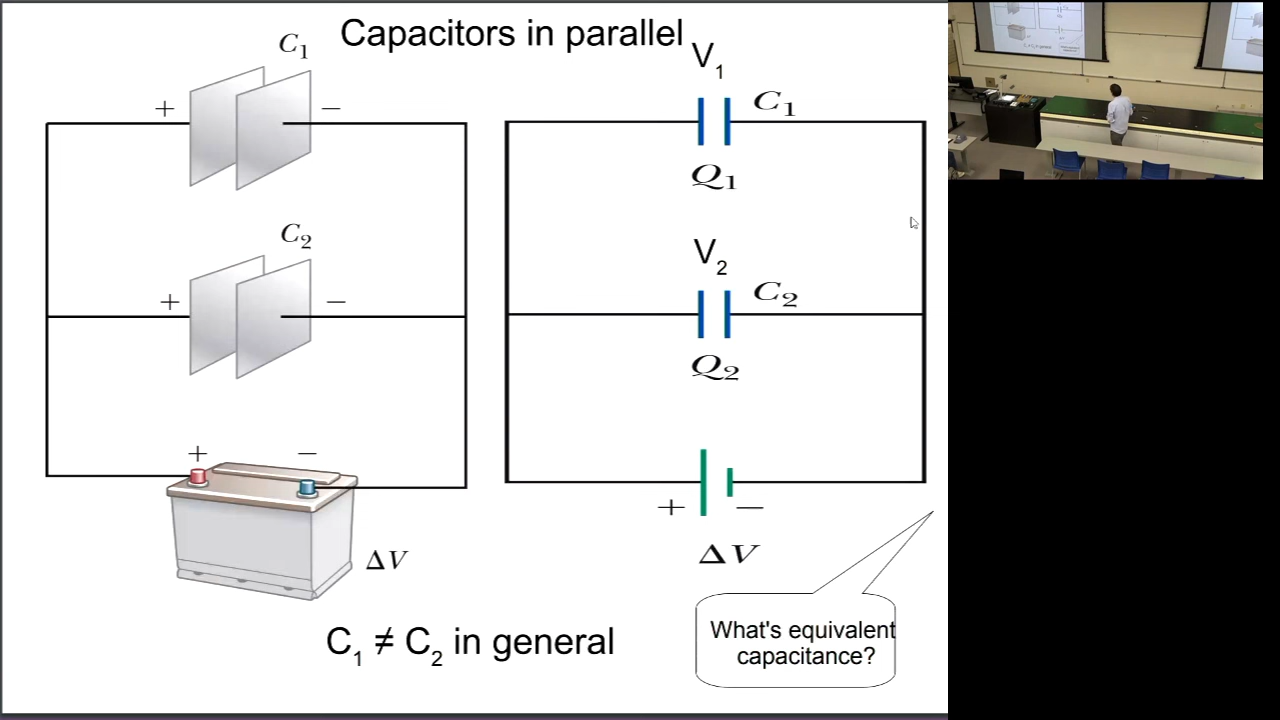 Capacitors in parallel
C₁
+ −
C₂
+ −
+ −
ΔV
V₁
C₁
Q₁
V₂
C₂
Q₂
+ −
ΔV
C₁ ≠ C₂ in general
What's equivalent
capacitance?